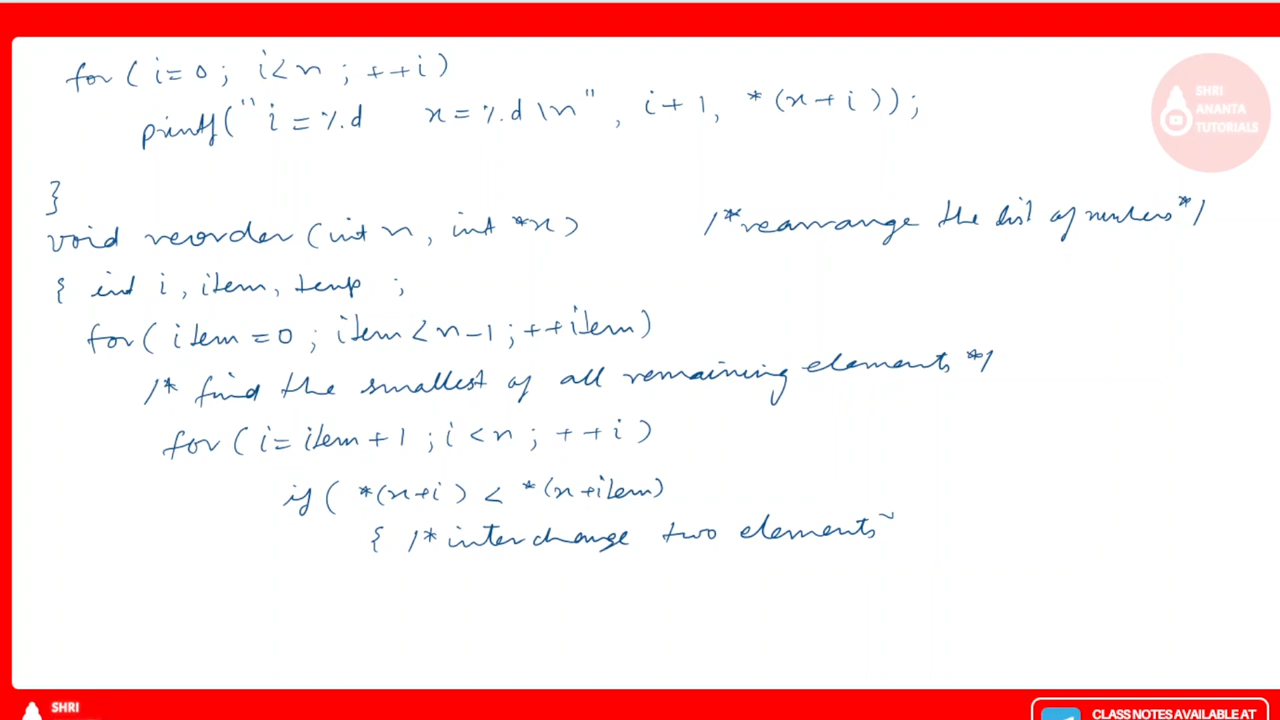 for ( i=0 ; i<n ; ++i)
printf(" i = %d x = %d \n" , i+1, *(x+i));
}
void reorder (int n, int *x) /*rearrange the list of numbers*/
{ int i, item, temp ;
for( item =0 ; item <n-1 ; ++item)
/* find the smallest of all remaining elements */
for ( i= item +1 ; i<n ; ++i )
if ( *(x+i ) < *(x+item)
{ /* interchange two elements
SHRI
ANANTA
TUTORIALS
SHRI
CLASS NOTES AVAILABLE AT